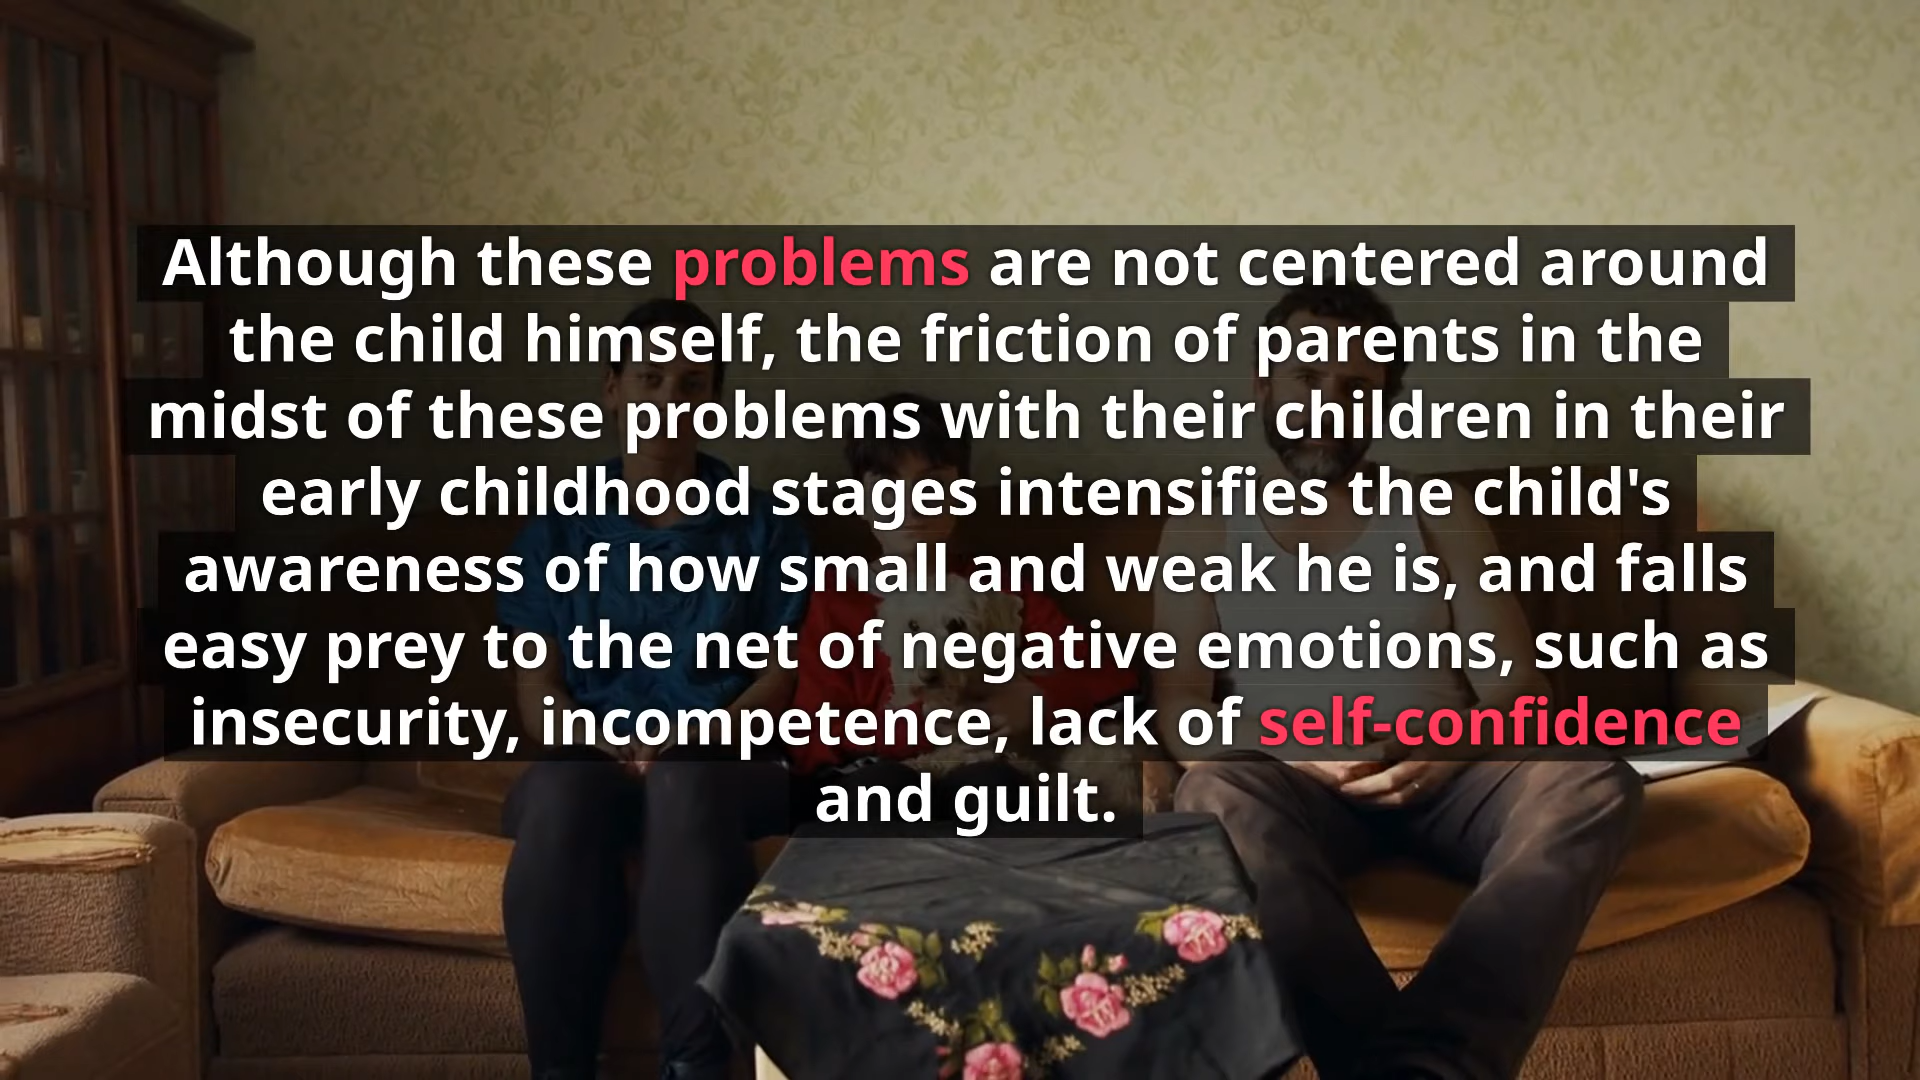 Although these problems are not centered around
the child himself, the friction of parents in the
midst of these problems with their children in their
early childhood stages intensifies the child's
awareness of how small and weak he is, and falls
easy prey to the net of negative emotions, such as
insecurity, incompetence, lack of self-confidence
and guilt.